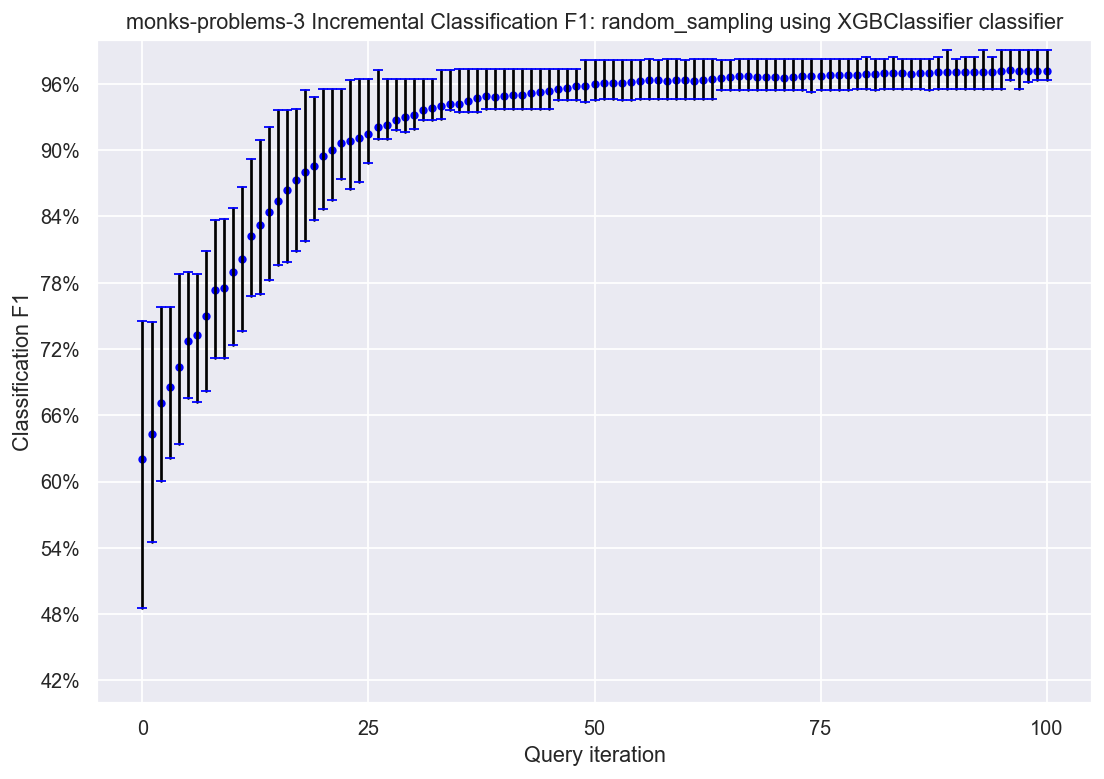 monks-problems-3 Incremental Classification F1: random_sampling using XGBClassifier classifier
96%
90%
84%
78%
72%
66%
60%
54%
48%
42%
Classification F1
0 25 50 75 100
Query iteration